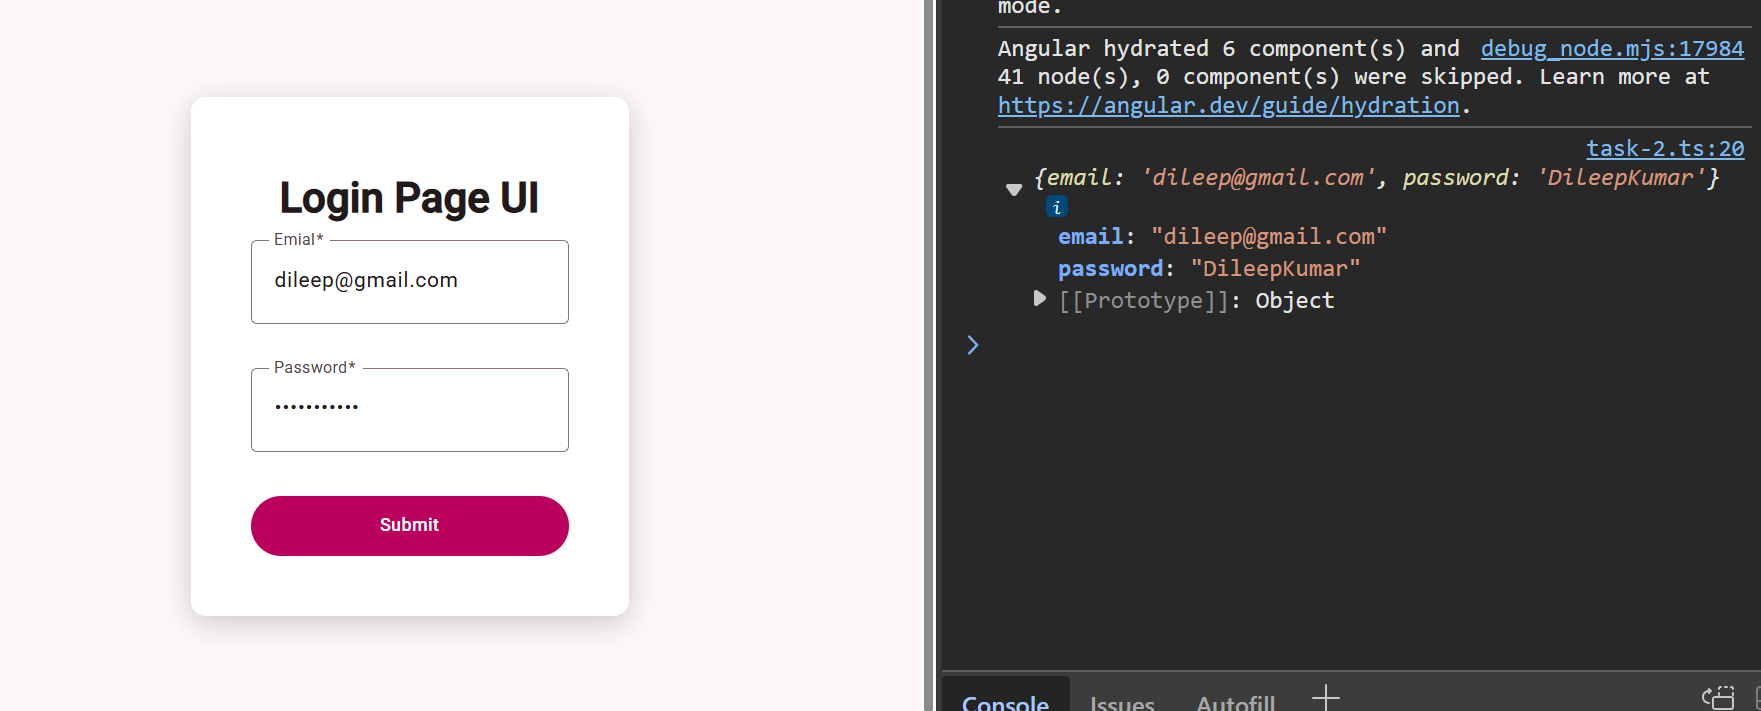 Login Page UI
Emial*
dileep@gmail.com
Password*
•••••••••••
Submit
mode.
Angular hydrated 6 component(s) and debug_node.mjs:17984
41 node(s), 0 component(s) were skipped. Learn more at
https://angular.dev/guide/hydration.
task-2.ts:20
{email: 'dileep@gmail.com', password: 'DileepKumar'}
i
email: "dileep@gmail.com"
password: "DileepKumar"
[[Prototype]]: Object
Console Issues Autofill